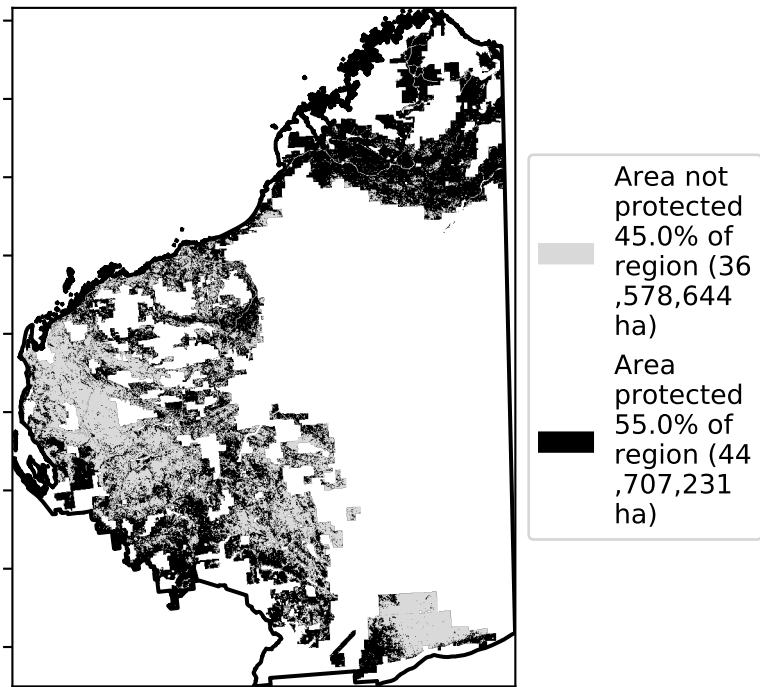 Area not
protected
45.0% of
region (36
,578,644
ha)
Area
protected
55.0% of
region (44
,707,231
ha)